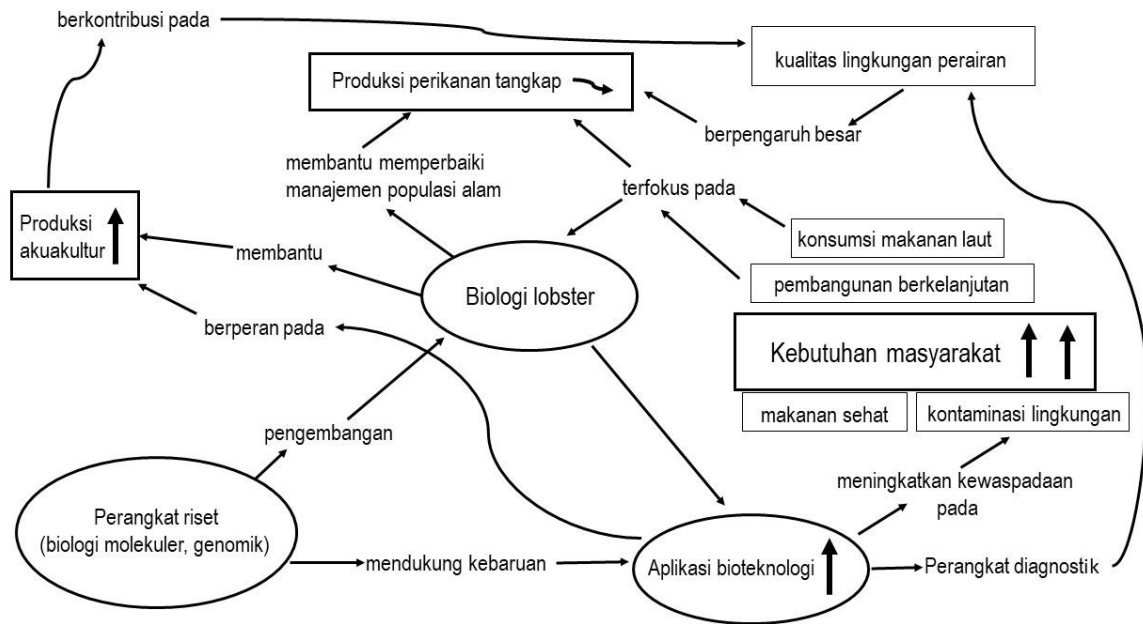 berkontribusi pada
kualitas lingkungan perairan
Produksi perikanan tangkap
berpengaruh besar
membantu memperbaiki
manajemen populasi alam
terfokus pada
Produksi
akuakultur
membantu
konsumsi makanan laut
pembangunan berkelanjutan
Biologi lobster
berperan pada
Kebutuhan masyarakat
makanan sehat
kontaminasi lingkungan
pengembangan
meningkatkan kewaspadaan
pada
Perangkat riset
(biologi molekuler, genomik)
mendukung kebaruan
Aplikasi bioteknologi
Perangkat diagnostik